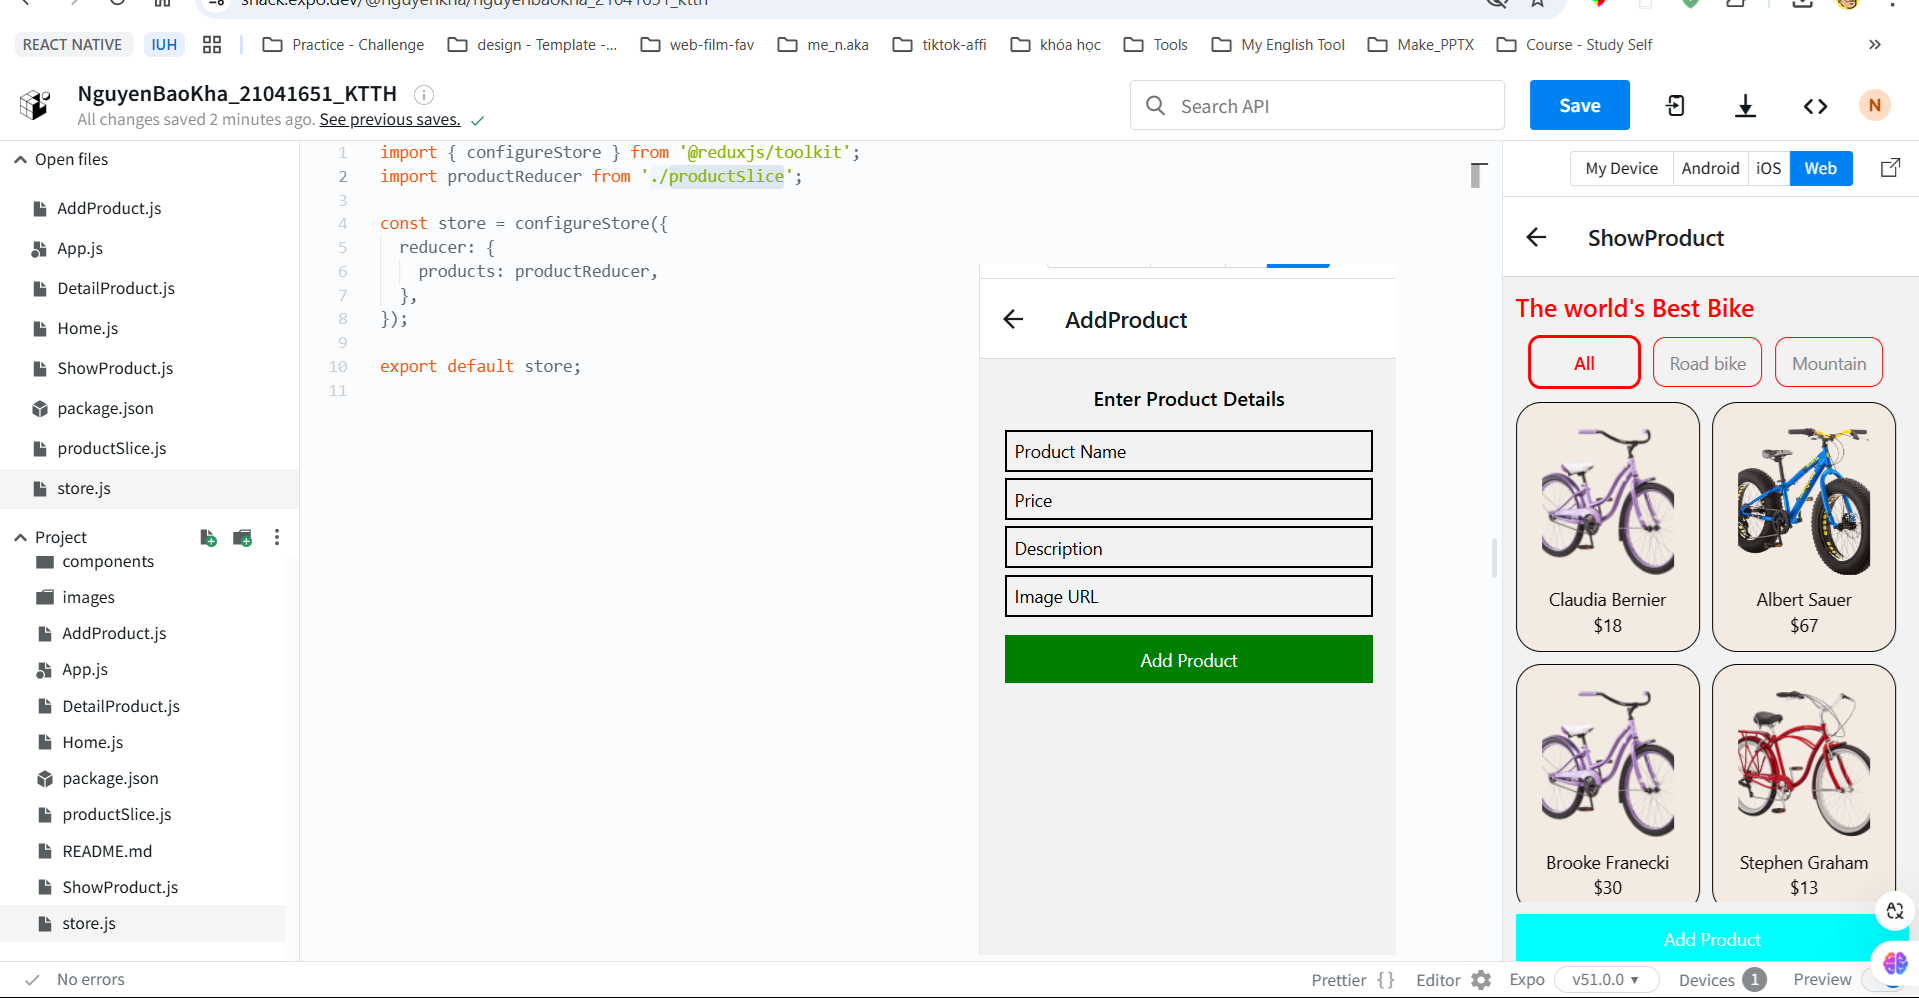 snack.expo.dev/@nguyenkha/nguyenbaokha_21041651_ktth
REACT NATIVE
IUH
Practice - Challenge
design - Template -...
web-film-fav
me_n.aka
tiktok-affi
khóa học
Tools
My English Tool
Make_PPTX
Course - Study Self
NguyenBaoKha_21041651_KTTH
All changes saved 2 minutes ago. See previous saves.
Search API
Save
N
Open files
AddProduct.js
App.js
DetailProduct.js
Home.js
ShowProduct.js
package.json
productSlice.js
store.js
Project
components
images
AddProduct.js
App.js
DetailProduct.js
Home.js
package.json
productSlice.js
README.md
ShowProduct.js
store.js
1 import { configureStore } from '@reduxjs/toolkit';
2 import productReducer from './productSlice';
3
4 const store = configureStore({
5 reducer: {
6 products: productReducer,
7 },
8 });
9
10 export default store;
11
AddProduct
Enter Product Details
Product Name
Price
Description
Image URL
Add Product
My Device
Android
iOS
Web
ShowProduct
The world's Best Bike
All
Road bike
Mountain
Claudia Bernier
$18
Albert Sauer
$67
Brooke Franecki
$30
Stephen Graham
$13
Add Product
No errors
Prettier { }
Editor
Expo
v51.0.0
Devices 1
Preview